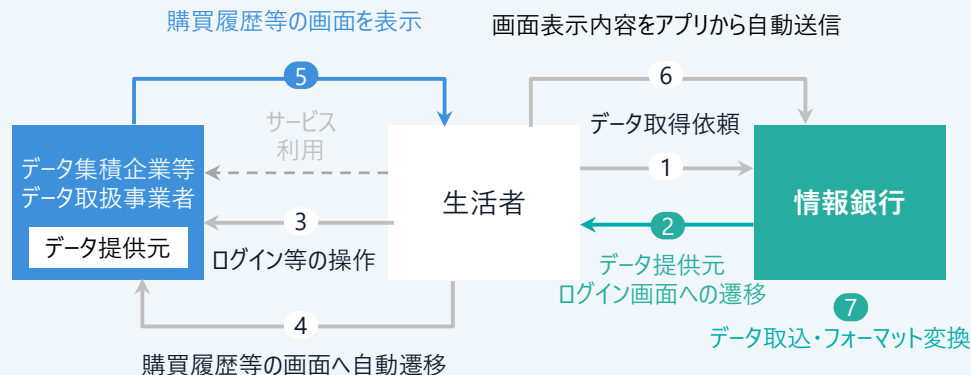 購買履歴等の画面を表示
画面表示内容をアプリから自動送信
5
6
サービス
利用
データ取得依頼
データ集積企業等
データ取扱事業者
データ提供元
1
生活者
情報銀行
3
ログイン等の操作
2
データ提供元
ログイン画面への遷移
4
購買履歴等の画面へ自動遷移
7
データ取込・フォーマット変換